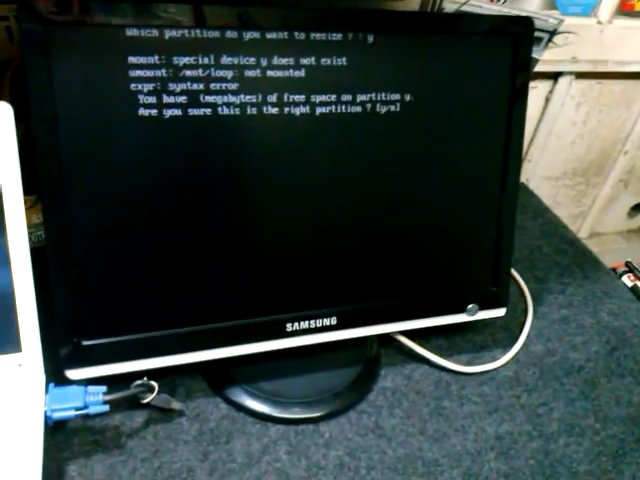 Which partition do you want to resize ? : y
mount: special device y does not exist
umount: /mnt/loop: not mounted
expr: syntax error
You have (megabytes) of free space on partition y.
Are you sure this is the right partition ? [y/n]
SAMSUNG